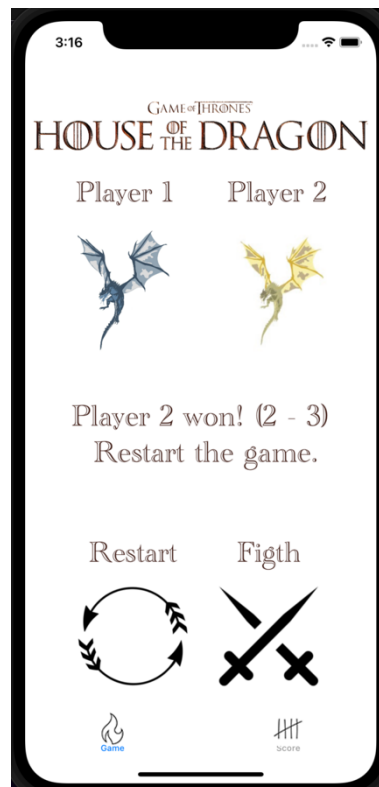 3:16
GAME OF THRONES
HOUSE OF THE DRAGON
Player 1 Player 2
Player 2 won! (2 - 3)
Restart the game.
Restart Figth
Game Score